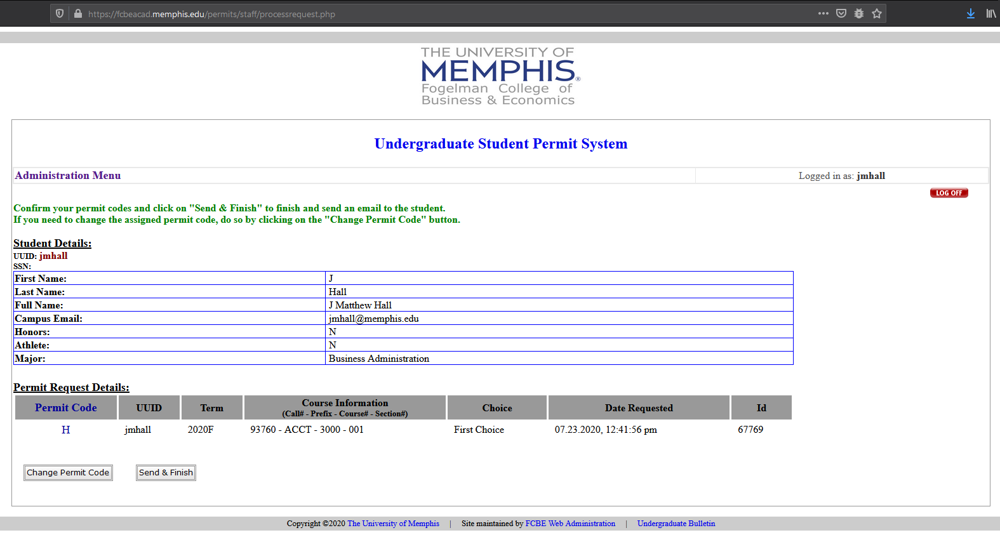 https://fcbeacad.memphis.edu/permits/staff/processrequest.php
THE UNIVERSITY OF
MEMPHIS®
Fogelman College of
Business & Economics
Undergraduate Student Permit System
Administration Menu Logged in as: jmhall
LOG OFF
Confirm your permit codes and click on "Send & Finish" to finish and send an email to the student.
If you need to change the assigned permit code, do so by clicking on the "Change Permit Code" button.
Student Details:
UUID: jmhall
SSN:
First Name: J
Last Name: Hall
Full Name: J Matthew Hall
Campus Email: jmhall@memphis.edu
Honors: N
Athlete: N
Major: Business Administration
Permit Request Details:
Permit Code UUID Term Course Information Choice Date Requested Id
(Call# - Prefix - Course# - Section#)
H jmhall 2020F 93760 - ACCT - 3000 - 001 First Choice 07.23.2020, 12:41:56 pm 67769
Change Permit Code Send & Finish
Copyright ©2020 The University of Memphis | Site maintained by FCBE Web Administration | Undergraduate Bulletin